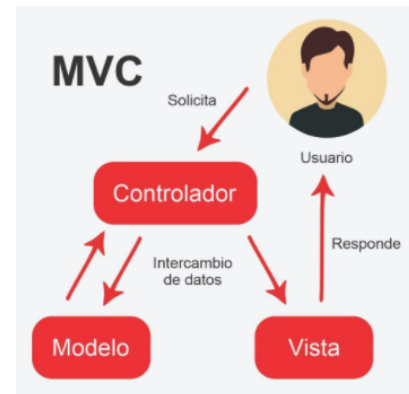 MVC
Solicita
Usuario
Controlador
Intercambio
de datos
Responde
Modelo
Vista